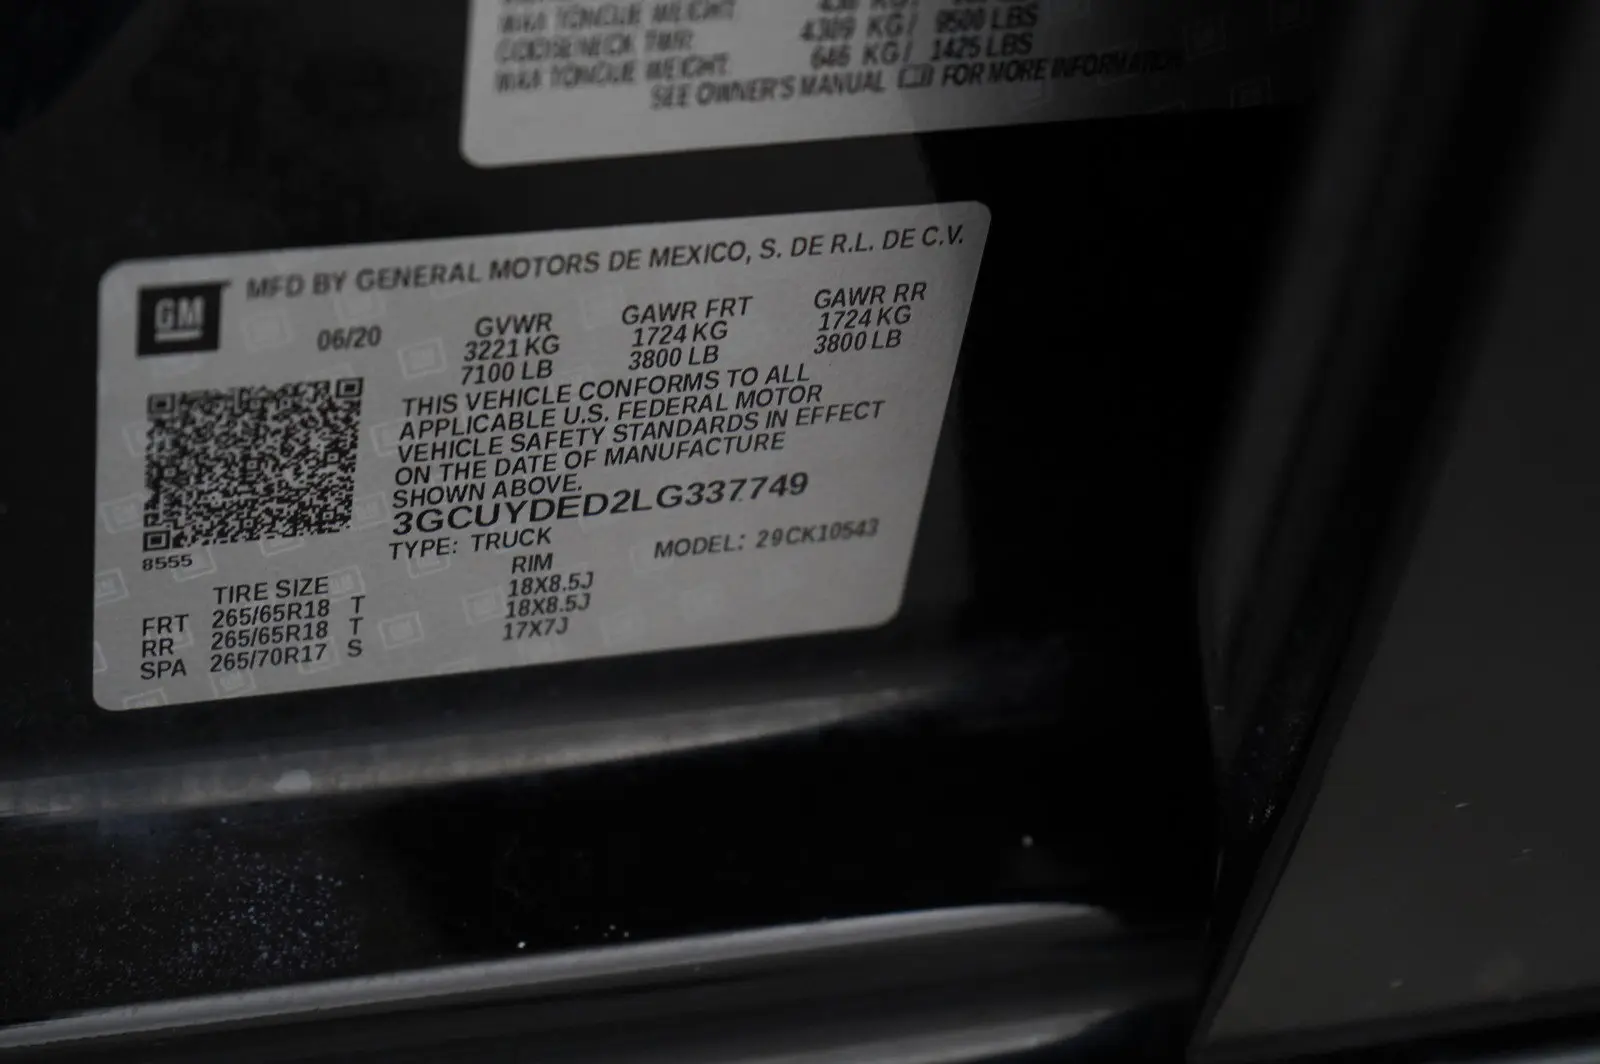 MAX TONGUE WEIGHT
GOOSENECK TWR 4309 KG/ 9500 LBS
MAX TONGUE WEIGHT 646 KG/ 1425 LBS
SEE OWNER'S MANUAL FOR MORE INFORMATION
GM
MFD BY GENERAL MOTORS DE MEXICO, S. DE R.L. DE C.V.
06/20 GVWR GAWR FRT GAWR RR
3221 KG 1724 KG 1724 KG
7100 LB 3800 LB 3800 LB
THIS VEHICLE CONFORMS TO ALL
APPLICABLE U.S. FEDERAL MOTOR
VEHICLE SAFETY STANDARDS IN EFFECT
ON THE DATE OF MANUFACTURE
SHOWN ABOVE.
3GCUYDED2LG337749
8555
TYPE: TRUCK MODEL: 29CK10543
TIRE SIZE RIM
FRT 265/65R18 T 18X8.5J
RR 265/65R18 T 18X8.5J
SPA 265/70R17 S 17X7J